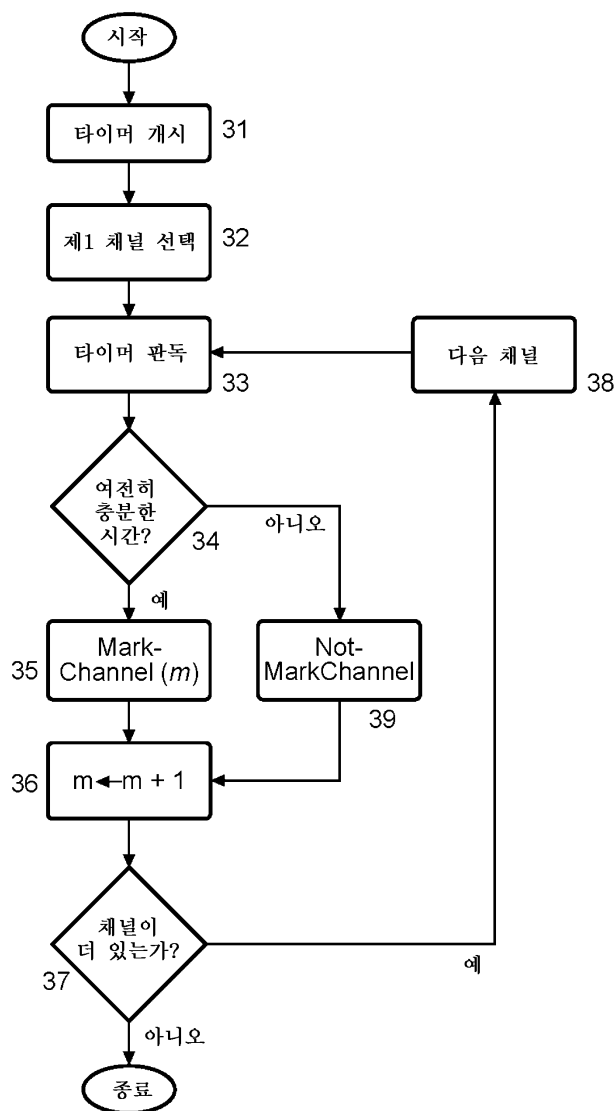 시작
타이머 개시
31
제1 채널 선택
32
타이머 판독
33
다음 채널
38
여전히
충분한
시간?
34
아니오
예
Mark-
Channel (m)
35
Not-
MarkChannel
39
m←m + 1
36
채널이
더 있는가?
37
예
아니오
종료